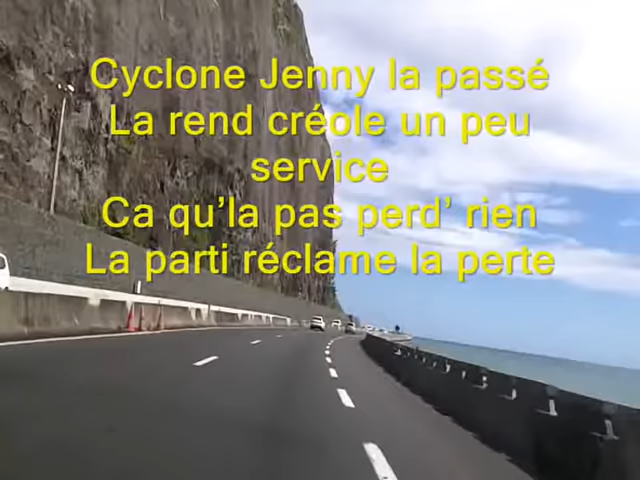 Cyclone Jenny la passé
La rend créole un peu
service
Ca qu’la pas perd’ rien
La parti réclame la perte